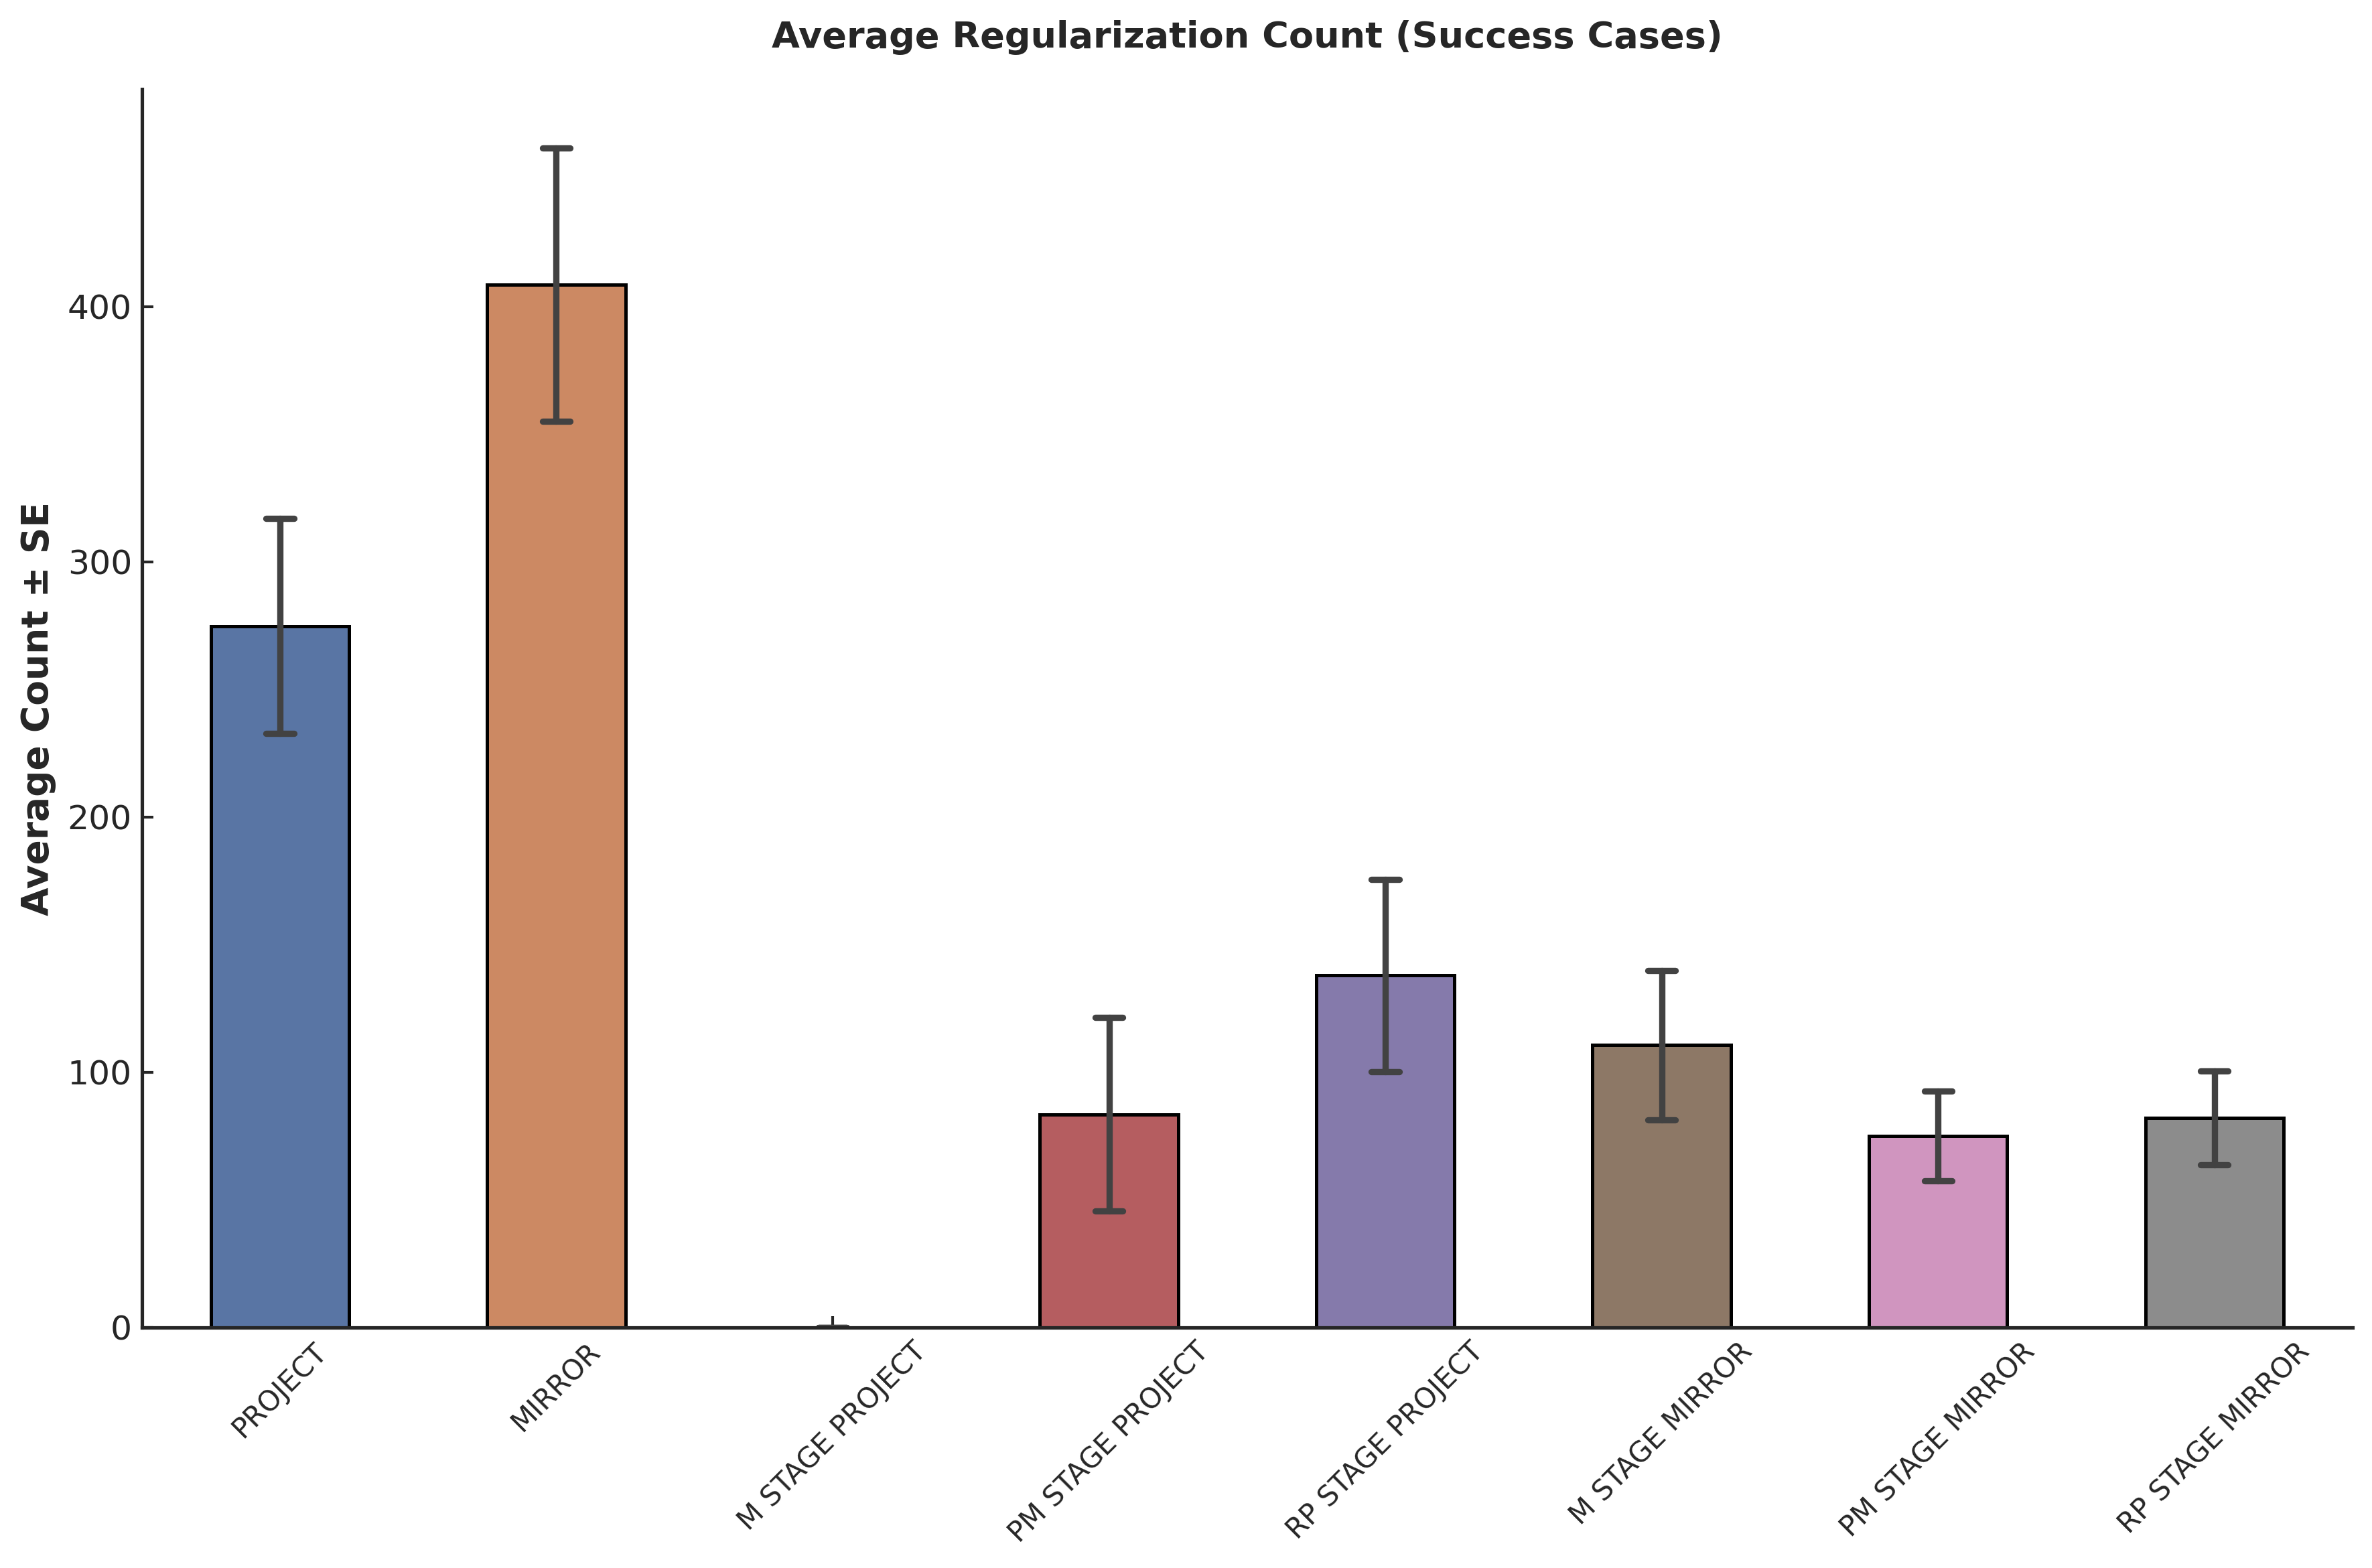 Average Regularization Count (Success Cases)
Average Count ± SE
400
300
200
100
0
PROJECT
MIRROR
M STAGE PROJECT
PM STAGE PROJECT
RP STAGE PROJECT
M STAGE MIRROR
PM STAGE MIRROR
RP STAGE MIRROR